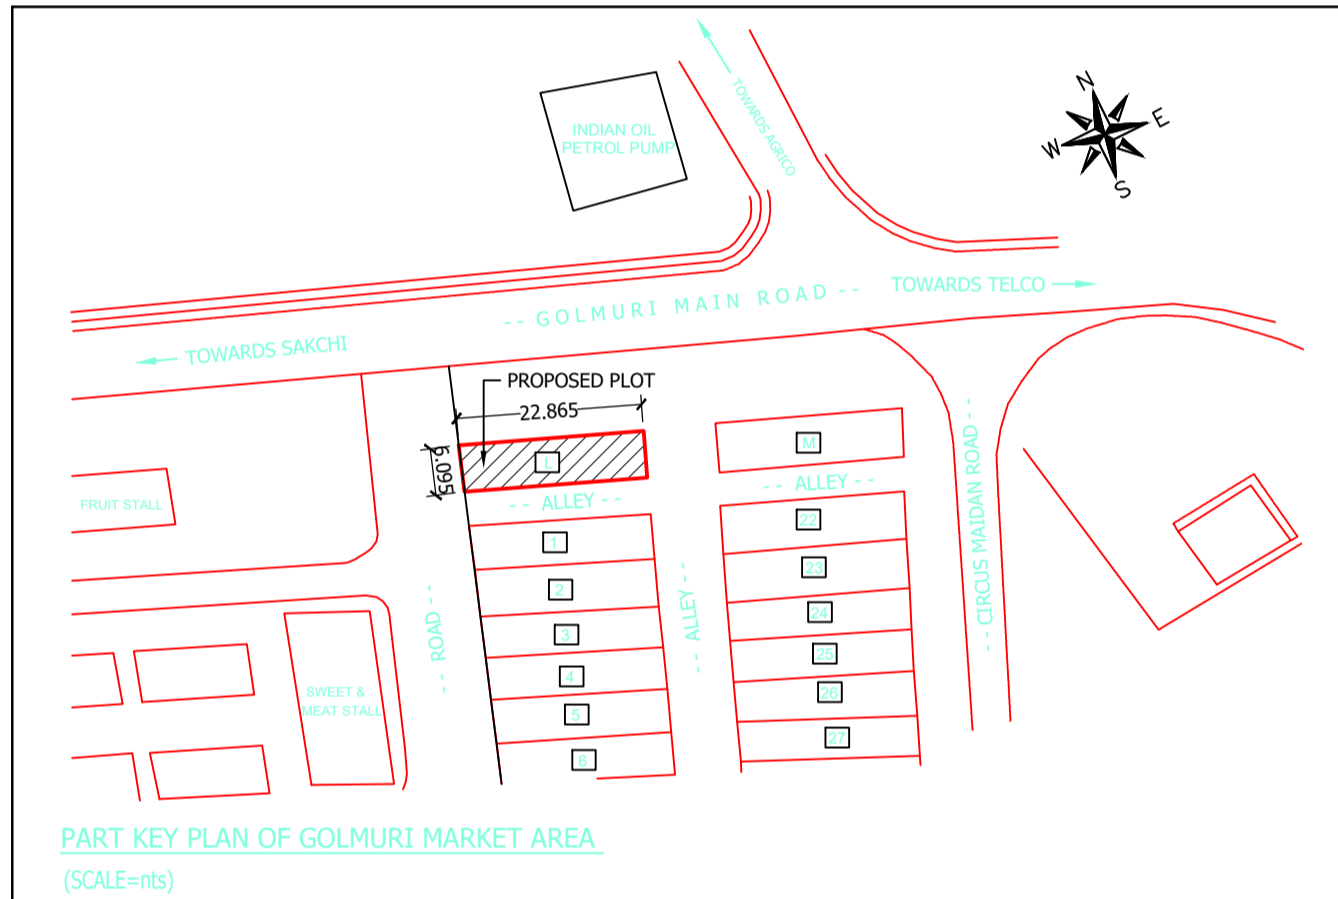 N
E
W
S
TOWARDS AGRICO
INDIAN OIL
PETROL PUMP
-- GOLMURI MAIN ROAD --
TOWARDS TELCO
TOWARDS SAKCHI
PROPOSED PLOT
22.865
6.095
L
M
-- ALLEY --
-- ALLEY --
FRUIT STALL
1
2
3
4
5
6
22
23
24
25
26
27
-- ROAD --
-- ALLEY --
-- CIRCUS MAIDAN ROAD --
SWEET &
MEAT STALL
PART KEY PLAN OF GOLMURI MARKET AREA
(SCALE=nts)